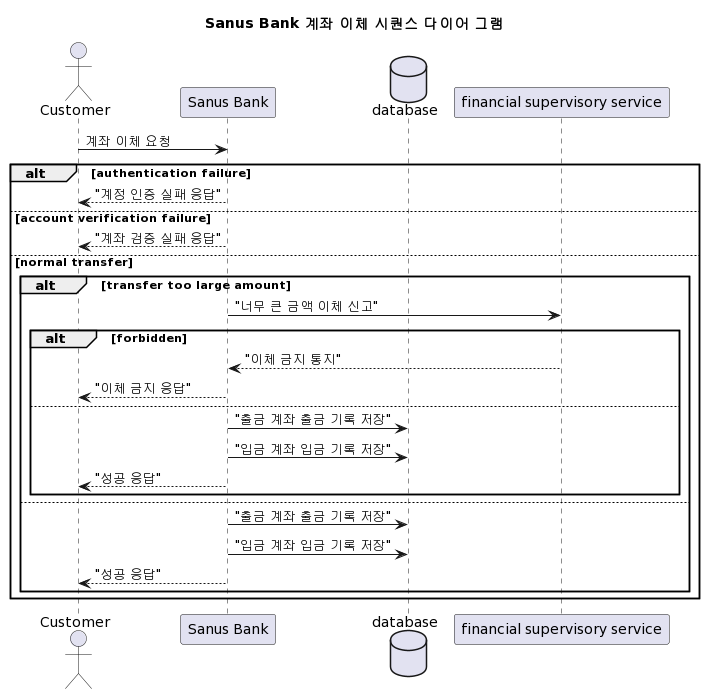 Sanus Bank 계좌 이체 시퀀스 다이어 그램
Customer
Sanus Bank
database
financial supervisory service
계좌 이체 요청
alt [authentication failure]
"계정 인증 실패 응답"
[account verification failure]
"계좌 검증 실패 응답"
[normal transfer]
alt [transfer too large amount]
"너무 큰 금액 이체 신고"
alt [forbidden]
"이체 금지 통지"
"이체 금지 응답"
"출금 계좌 출금 기록 저장"
"입금 계좌 입금 기록 저장"
"성공 응답"
"출금 계좌 출금 기록 저장"
"입금 계좌 입금 기록 저장"
"성공 응답"
Customer
Sanus Bank
database
financial supervisory service